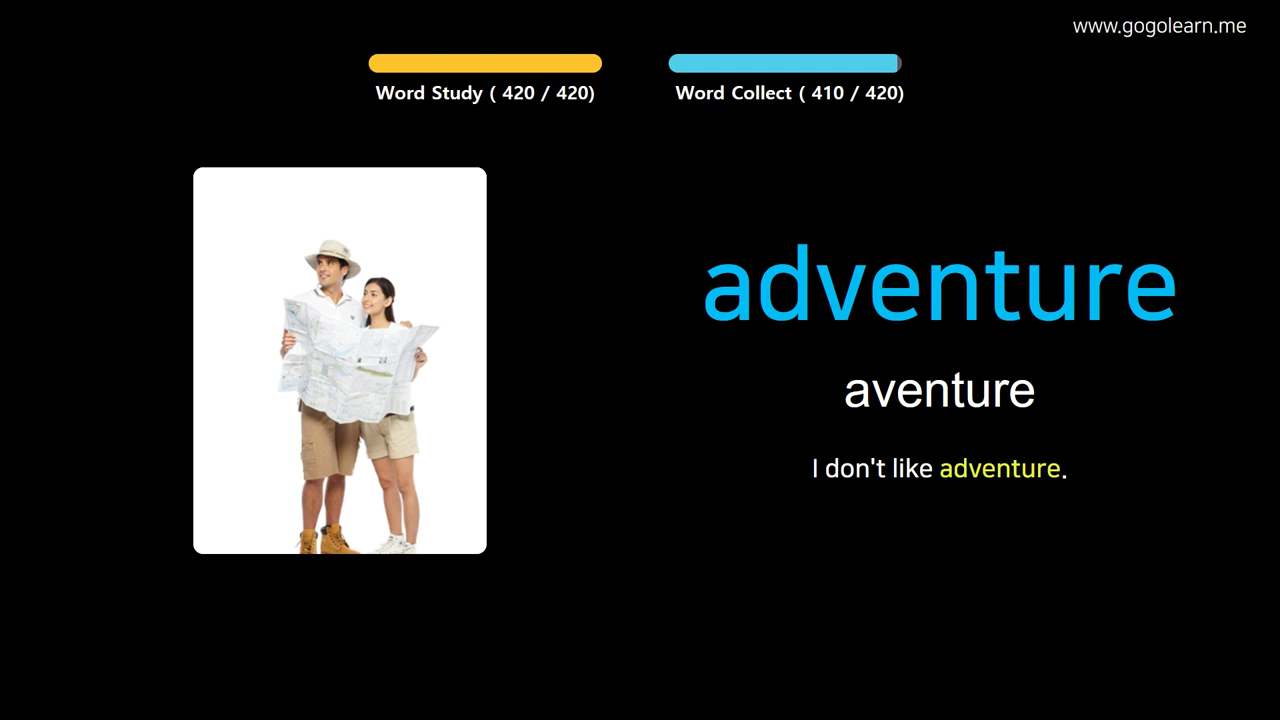 www.gogolearn.me
Word Study ( 420 / 420)
Word Collect ( 410 / 420)
adventure
aventure
I don't like adventure.